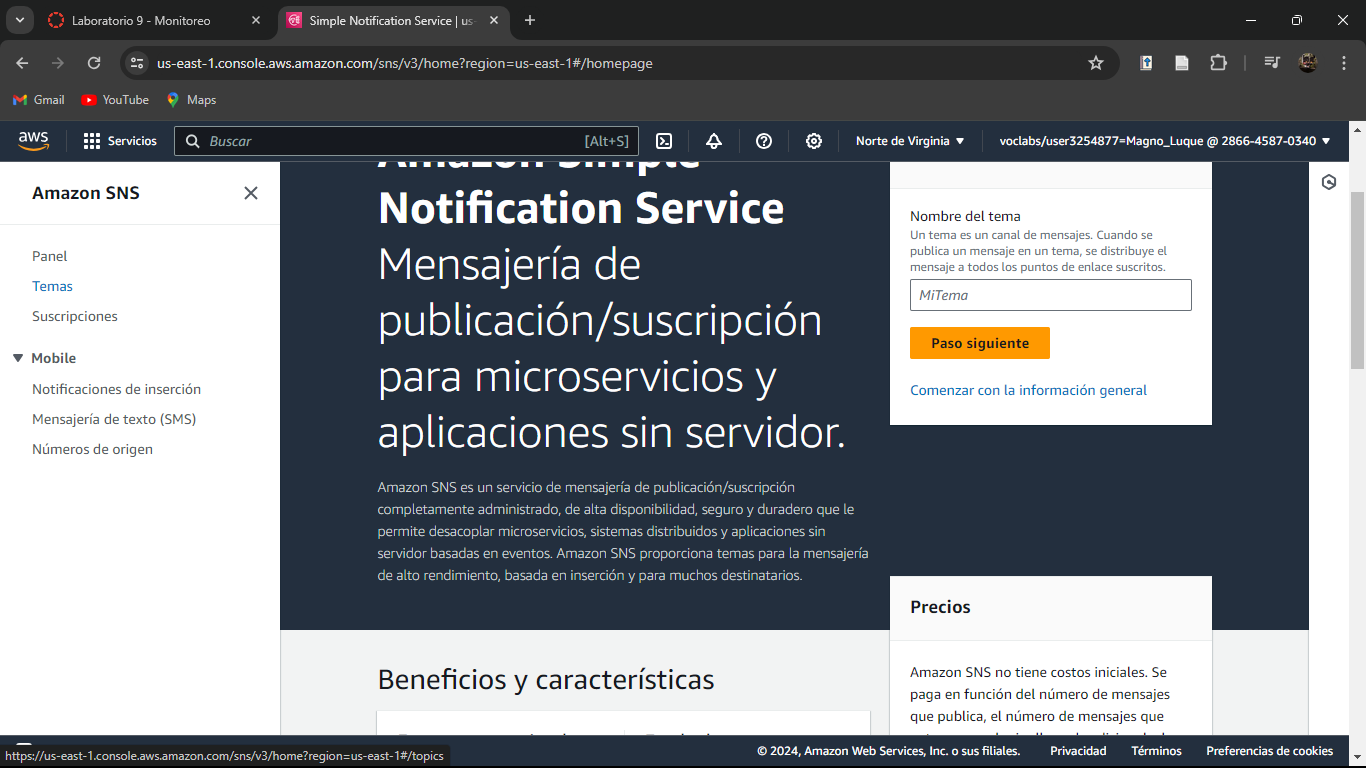 Laboratorio 9 - Monitoreo
Simple Notification Service | us-
us-east-1.console.aws.amazon.com/sns/v3/home?region=us-east-1#/homepage
Gmail
YouTube
Maps
aws
Servicios
Buscar
[Alt+S]
Norte de Virginia
voclabs/user3254877=Magno_Luque @ 2866-4587-0340
Amazon SNS
Panel
Temas
Suscripciones
Mobile
Notificaciones de inserción
Mensajería de texto (SMS)
Números de origen
Amazon Simple
Notification Service
Mensajería de
publicación/suscripción
para microservicios y
aplicaciones sin servidor.
Amazon SNS es un servicio de mensajería de publicación/suscripción
completamente administrado, de alta disponibilidad, seguro y duradero que le
permite desacoplar microservicios, sistemas distribuidos y aplicaciones sin
servidor basadas en eventos. Amazon SNS proporciona temas para la mensajería
de alto rendimiento, basada en inserción y para muchos destinatarios.
Nombre del tema
Un tema es un canal de mensajes. Cuando se
publica un mensaje en un tema, se distribuye el
mensaje a todos los puntos de enlace suscritos.
MiTema
Paso siguiente
Comenzar con la información general
Beneficios y características
Precios
Amazon SNS no tiene costos iniciales. Se
paga en función del número de mensajes
que publica, el número de mensajes que
https://us-east-1.console.aws.amazon.com/sns/v3/home?region=us-east-1#/topics
© 2024, Amazon Web Services, Inc. o sus filiales.
Privacidad
Términos
Preferencias de cookies